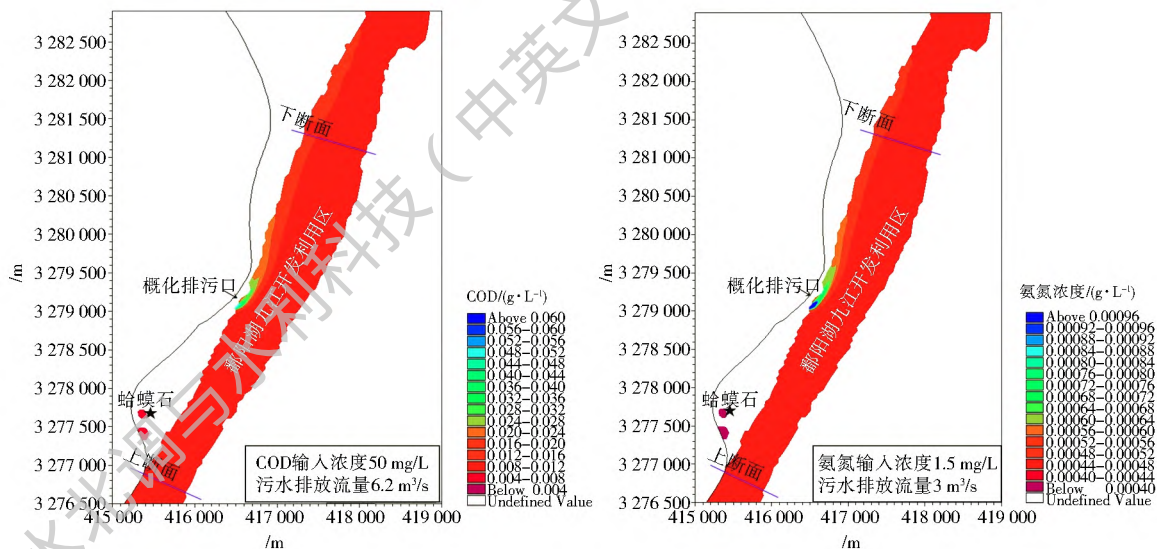 3 282 500
3 282 000
3 281 500
3 281 000
3 280 500
3 280 000
3 279 500
3 279 000
3 278 500
3 278 000
3 277 500
3 277 000
3 276 500
/m
415 000
416 000
417 000
418 000
419 000
/m
下断面
鄱阳湖九江开发利用区
概化排污口
蛤蟆石
上断面
COD输入浓度50 mg/L
污水排放流量6.2 m³/s
COD/(g·L⁻¹)
Above 0.060
0.056-0.060
0.052-0.056
0.048-0.052
0.044-0.048
0.040-0.044
0.036-0.040
0.032-0.036
0.028-0.032
0.024-0.028
0.020-0.024
0.016-0.020
0.012-0.016
0.008-0.012
0.004-0.008
Below 0.004
Undefined Value
3 282 500
3 282 000
3 281 500
3 281 000
3 280 500
3 280 000
3 279 500
3 279 000
3 278 500
3 278 000
3 277 500
3 277 000
3 276 500
/m
415 000
416 000
417 000
418 000
419 000
/m
下断面
鄱阳湖九江开发利用区
概化排污口
蛤蟆石
上断面
氨氮输入浓度1.5 mg/L
污水排放流量3 m³/s
氨氮浓度/(g·L⁻¹)
Above 0.00096
0.00092-0.00096
0.00088-0.00092
0.00084-0.00088
0.00080-0.00084
0.00076-0.00080
0.00072-0.00076
0.00068-0.00072
0.00064-0.00068
0.00060-0.00064
0.00056-0.00060
0.00052-0.00056
0.00048-0.00052
0.00044-0.00048
0.00040-0.00044
Below 0.00040
Undefined Value
水北调与水利科技（中英文